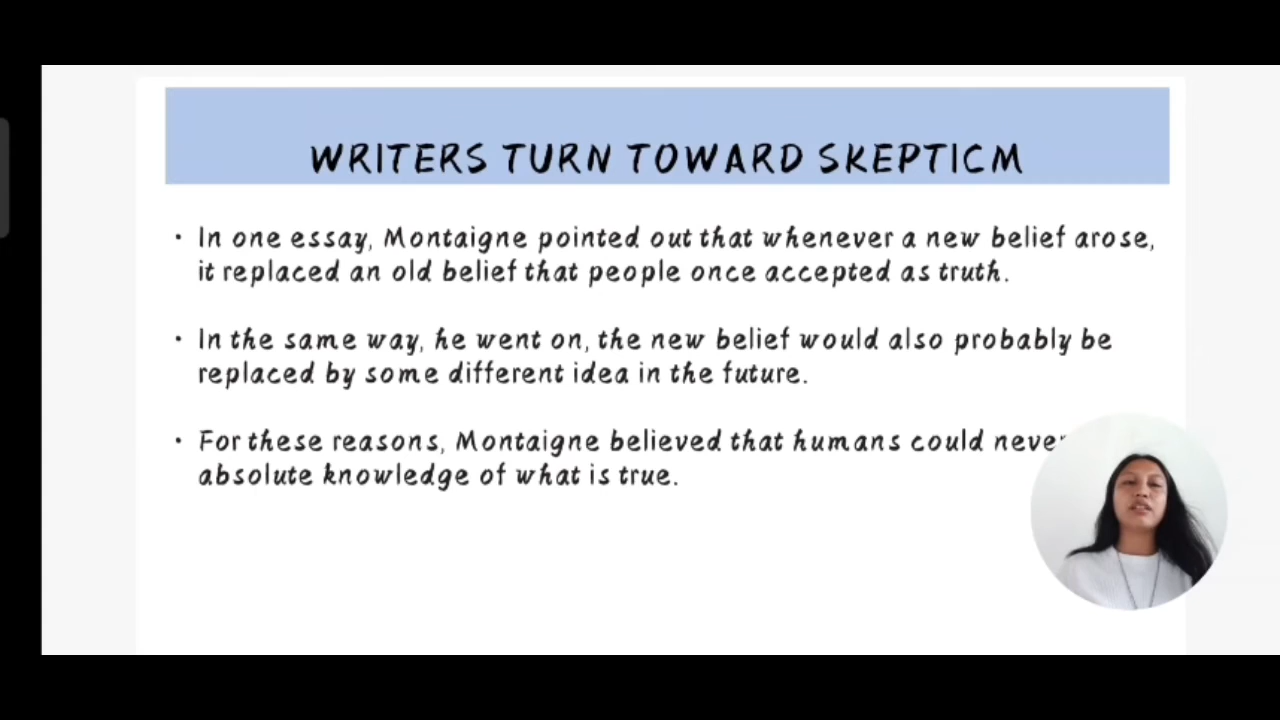 WRITERS TURN TOWARD SKEPTICM
• In one essay, Montaigne pointed out that whenever a new belief arose,
it replaced an old belief that people once accepted as truth.
• In the same way, he went on, the new belief would also probably be
replaced by some different idea in the future.
• For these reasons, Montaigne believed that humans could never
absolute knowledge of what is true.